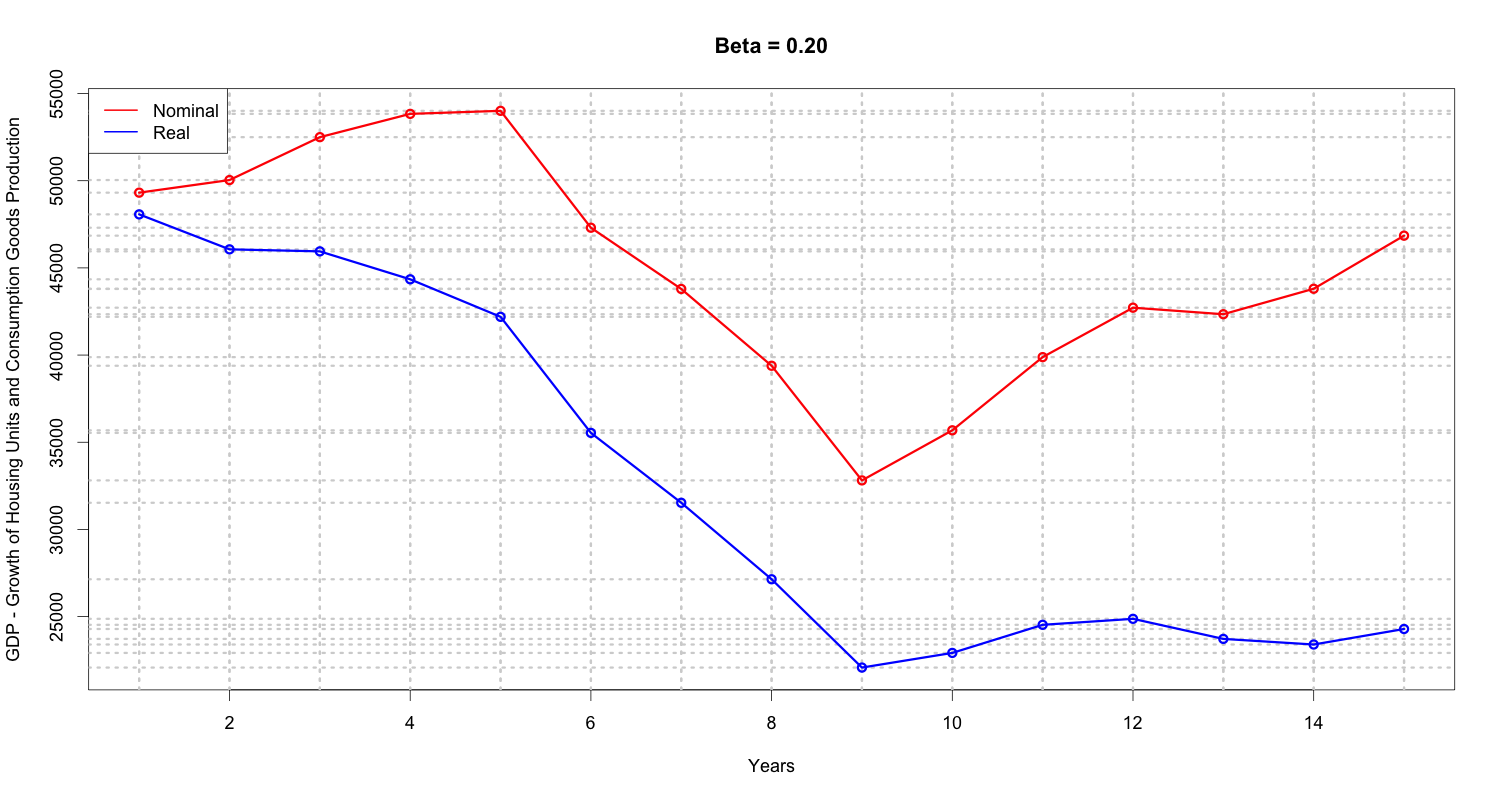 Beta = 0.20
GDP - Growth of Housing Units and Consumption Goods Production
55000
50000
45000
40000
35000
30000
25000
Nominal
Real
2 4 6 8 10 12 14
Years